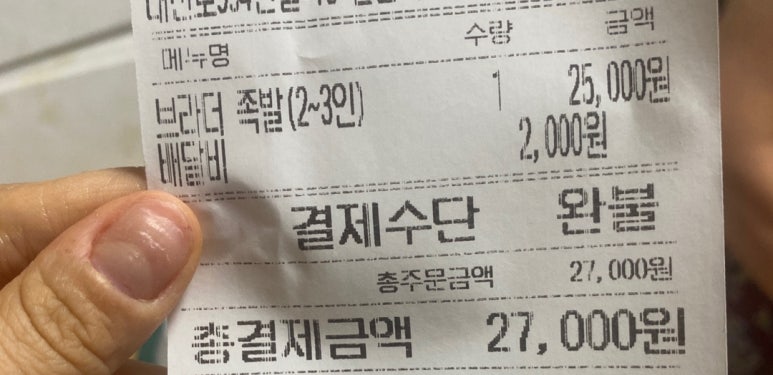 메뉴명 수량 금액
브라더 족발(2~3인) 1 25,000원
배달비 2,000원
결제수단 완불
총주문금액 27,000원
총결제금액 27,000원